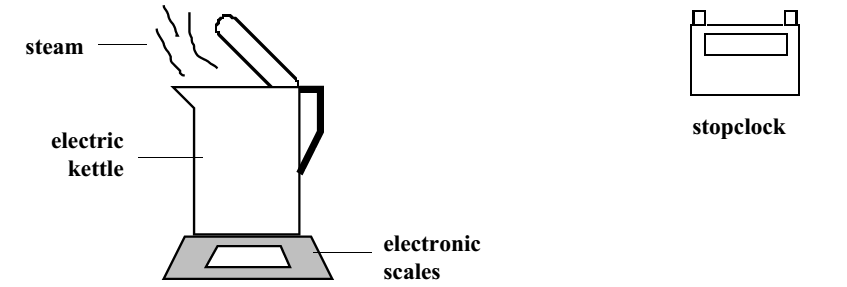 steam
electric
kettle
electronic
scales
stopclock